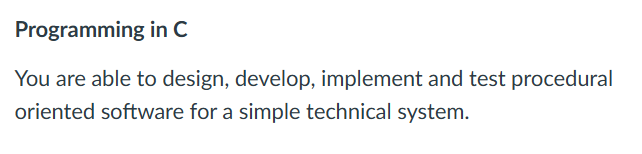 Programming in C
You are able to design, develop, implement and test procedural
oriented software for a simple technical system.